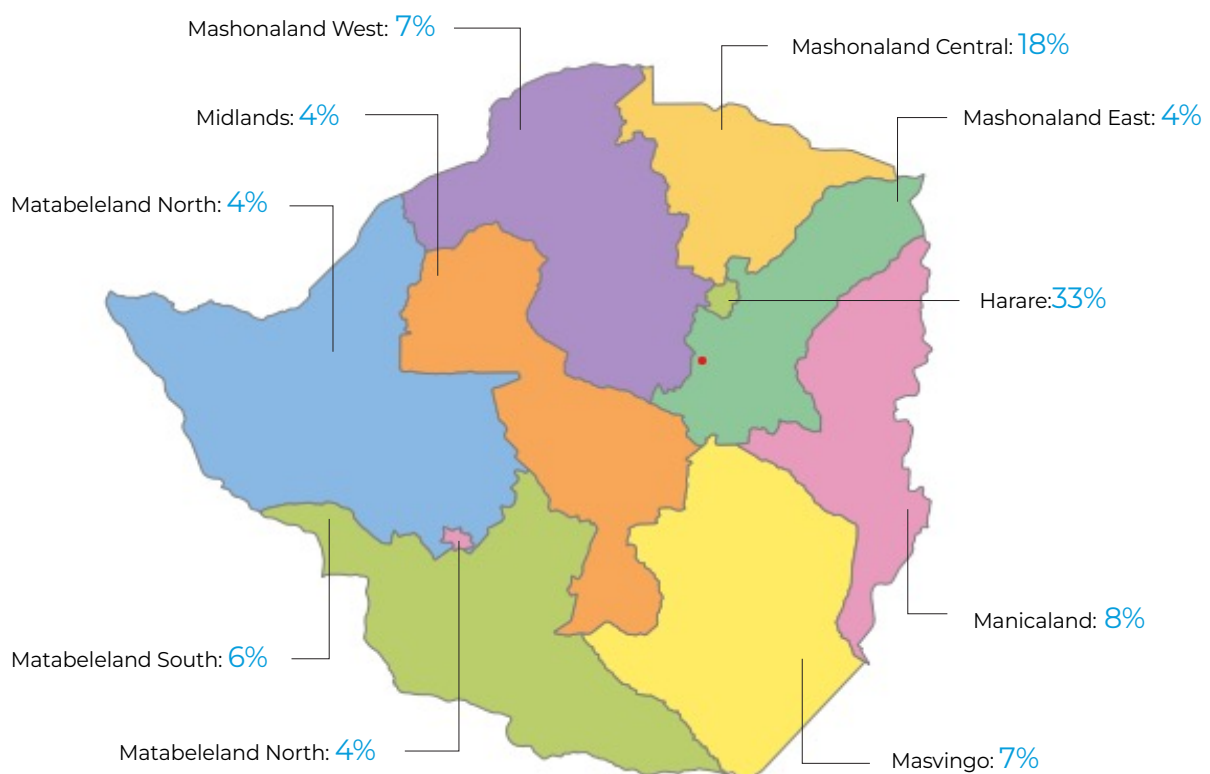 Mashonaland West: 7%
Mashonaland Central: 18%
Midlands: 4%
Mashonaland East: 4%
Matabeleland North: 4%
Harare:33%
Manicaland: 8%
Matabeleland South: 6%
Matabeleland North: 4%
Masvingo: 7%